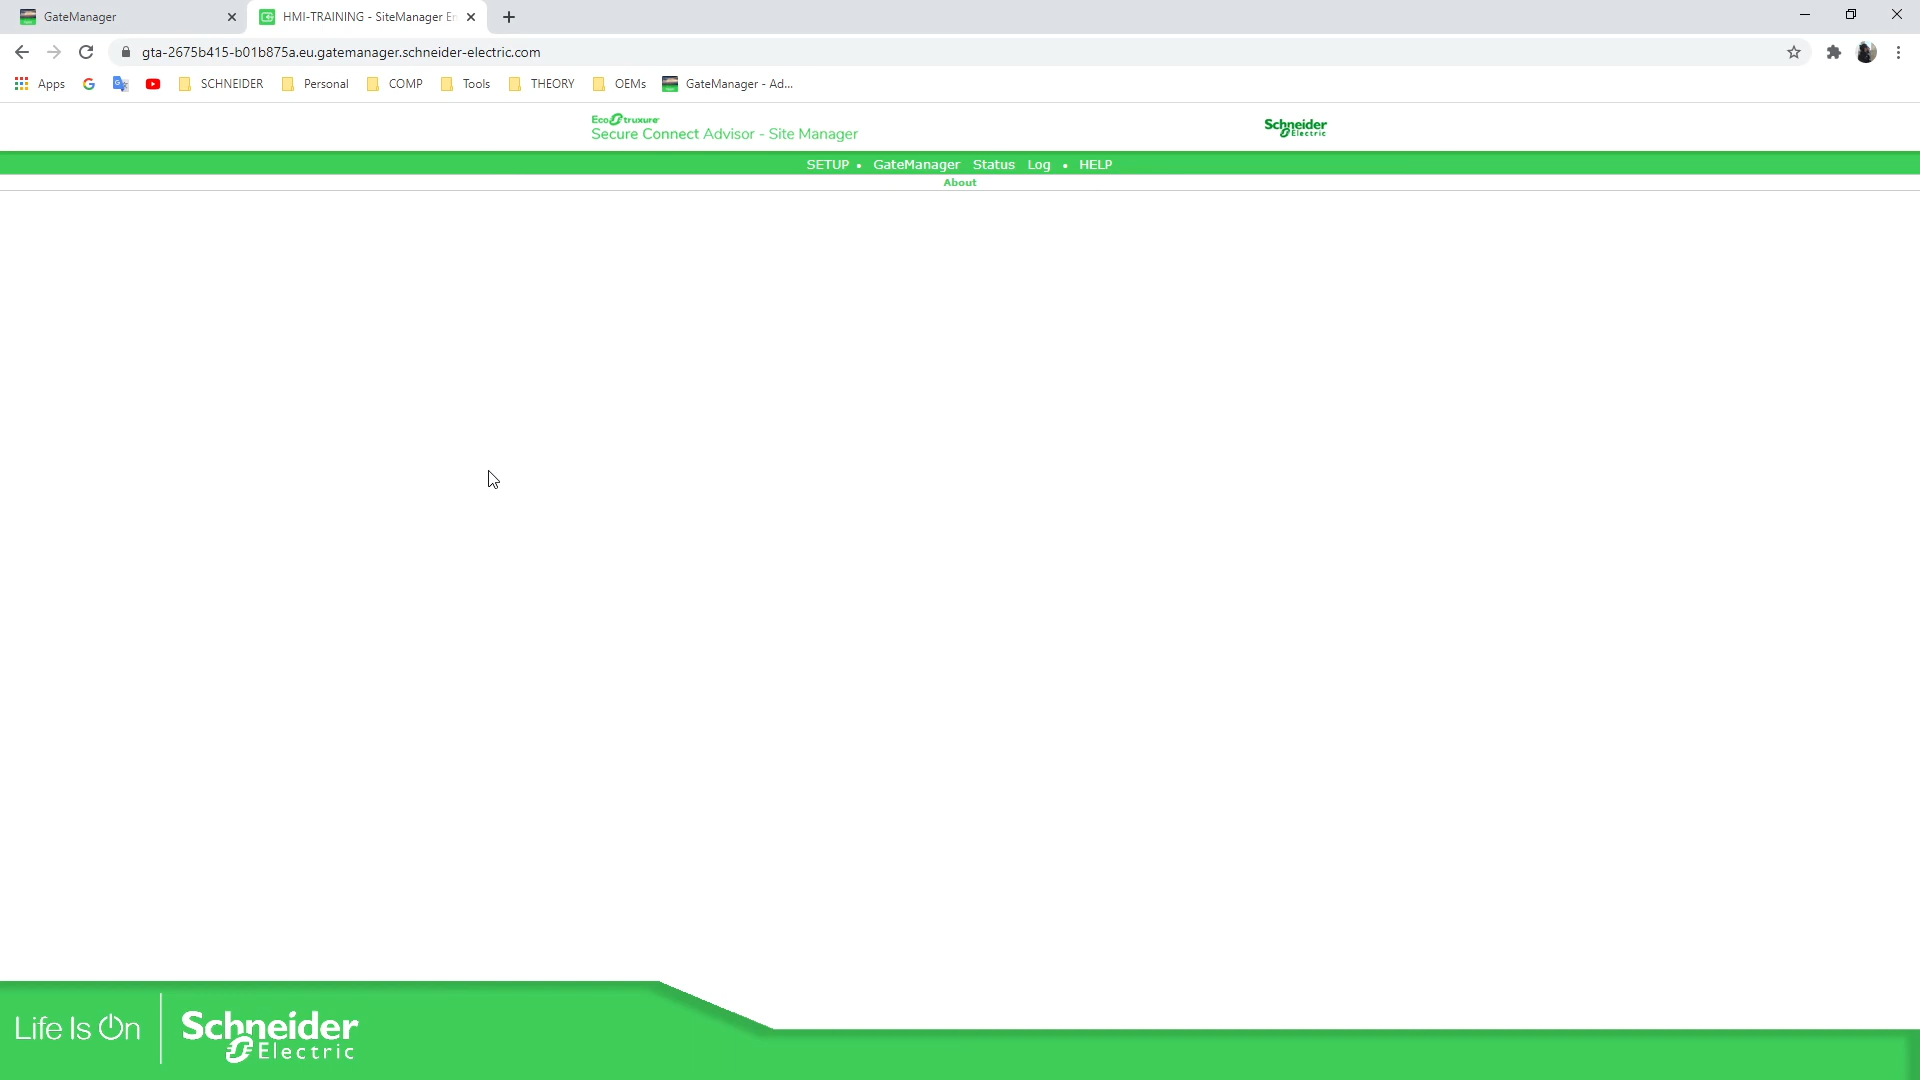 GateManager
HMI-TRAINING - SiteManager E
gta-2675b415-b01b875a.eu.gatemanager.schneider-electric.com
Apps SCHNEIDER Personal COMP Tools THEORY OEMs GateManager - Ad...
EcoStruxure
Secure Connect Advisor - Site Manager
Schneider
Electric
SETUP • GateManager Status Log • HELP
About
Life Is On
Schneider
Electric